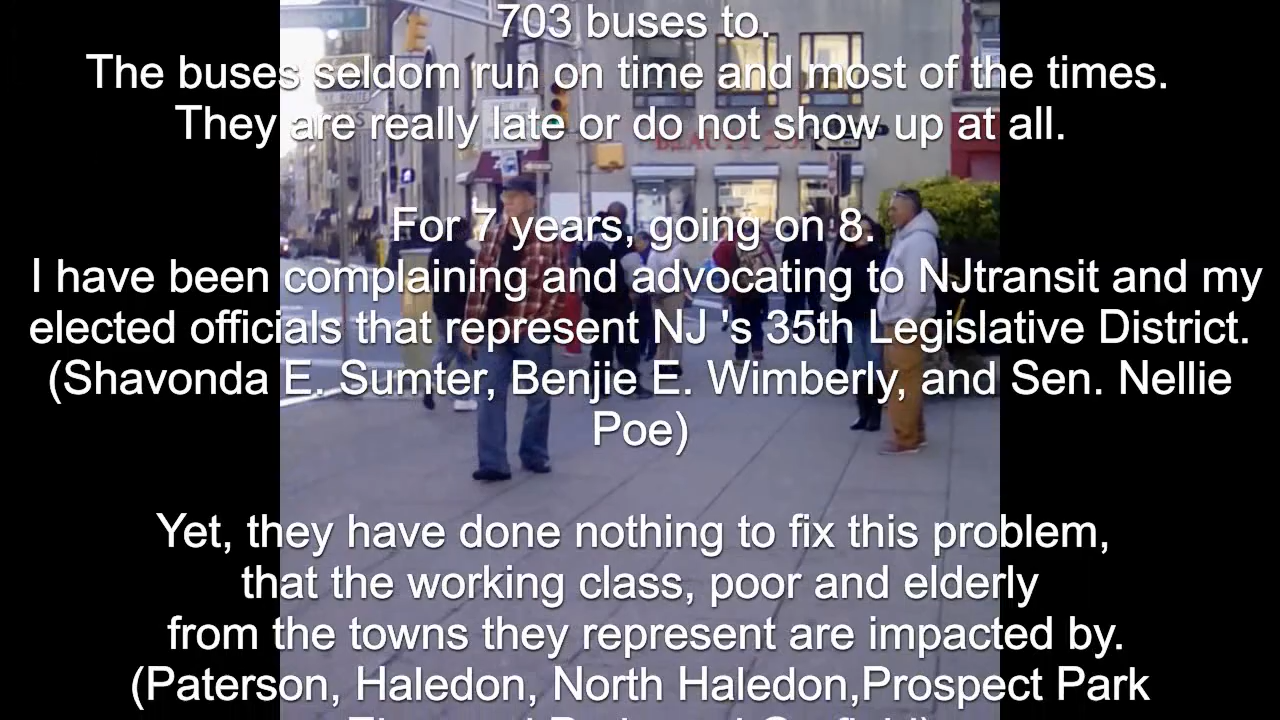 703 buses to.
The buses seldom run on time and most of the times.
They are really late or do not show up at all.
For 7 years, going on 8.
I have been complaining and advocating to NJtransit and my
elected officials that represent NJ 's 35th Legislative District.
(Shavonda E. Sumter, Benjie E. Wimberly, and Sen. Nellie
Poe)
Yet, they have done nothing to fix this problem,
that the working class, poor and elderly
from the towns they represent are impacted by.
(Paterson, Haledon, North Haledon,Prospect Park